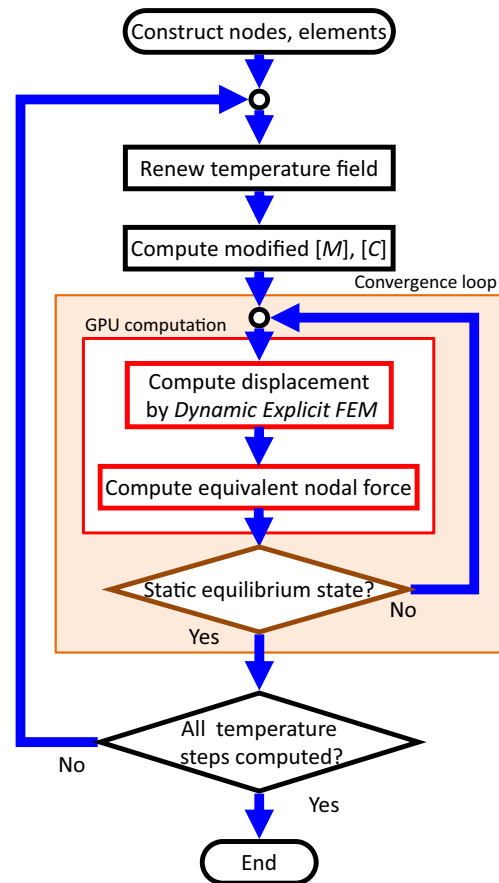 Construct nodes, elements
Renew temperature field
Compute modified [M], [C]
Convergence loop
GPU computation
Compute displacement
by Dynamic Explicit FEM
Compute equivalent nodal force
Static equilibrium state?
No
Yes
All temperature
steps computed?
No
Yes
End